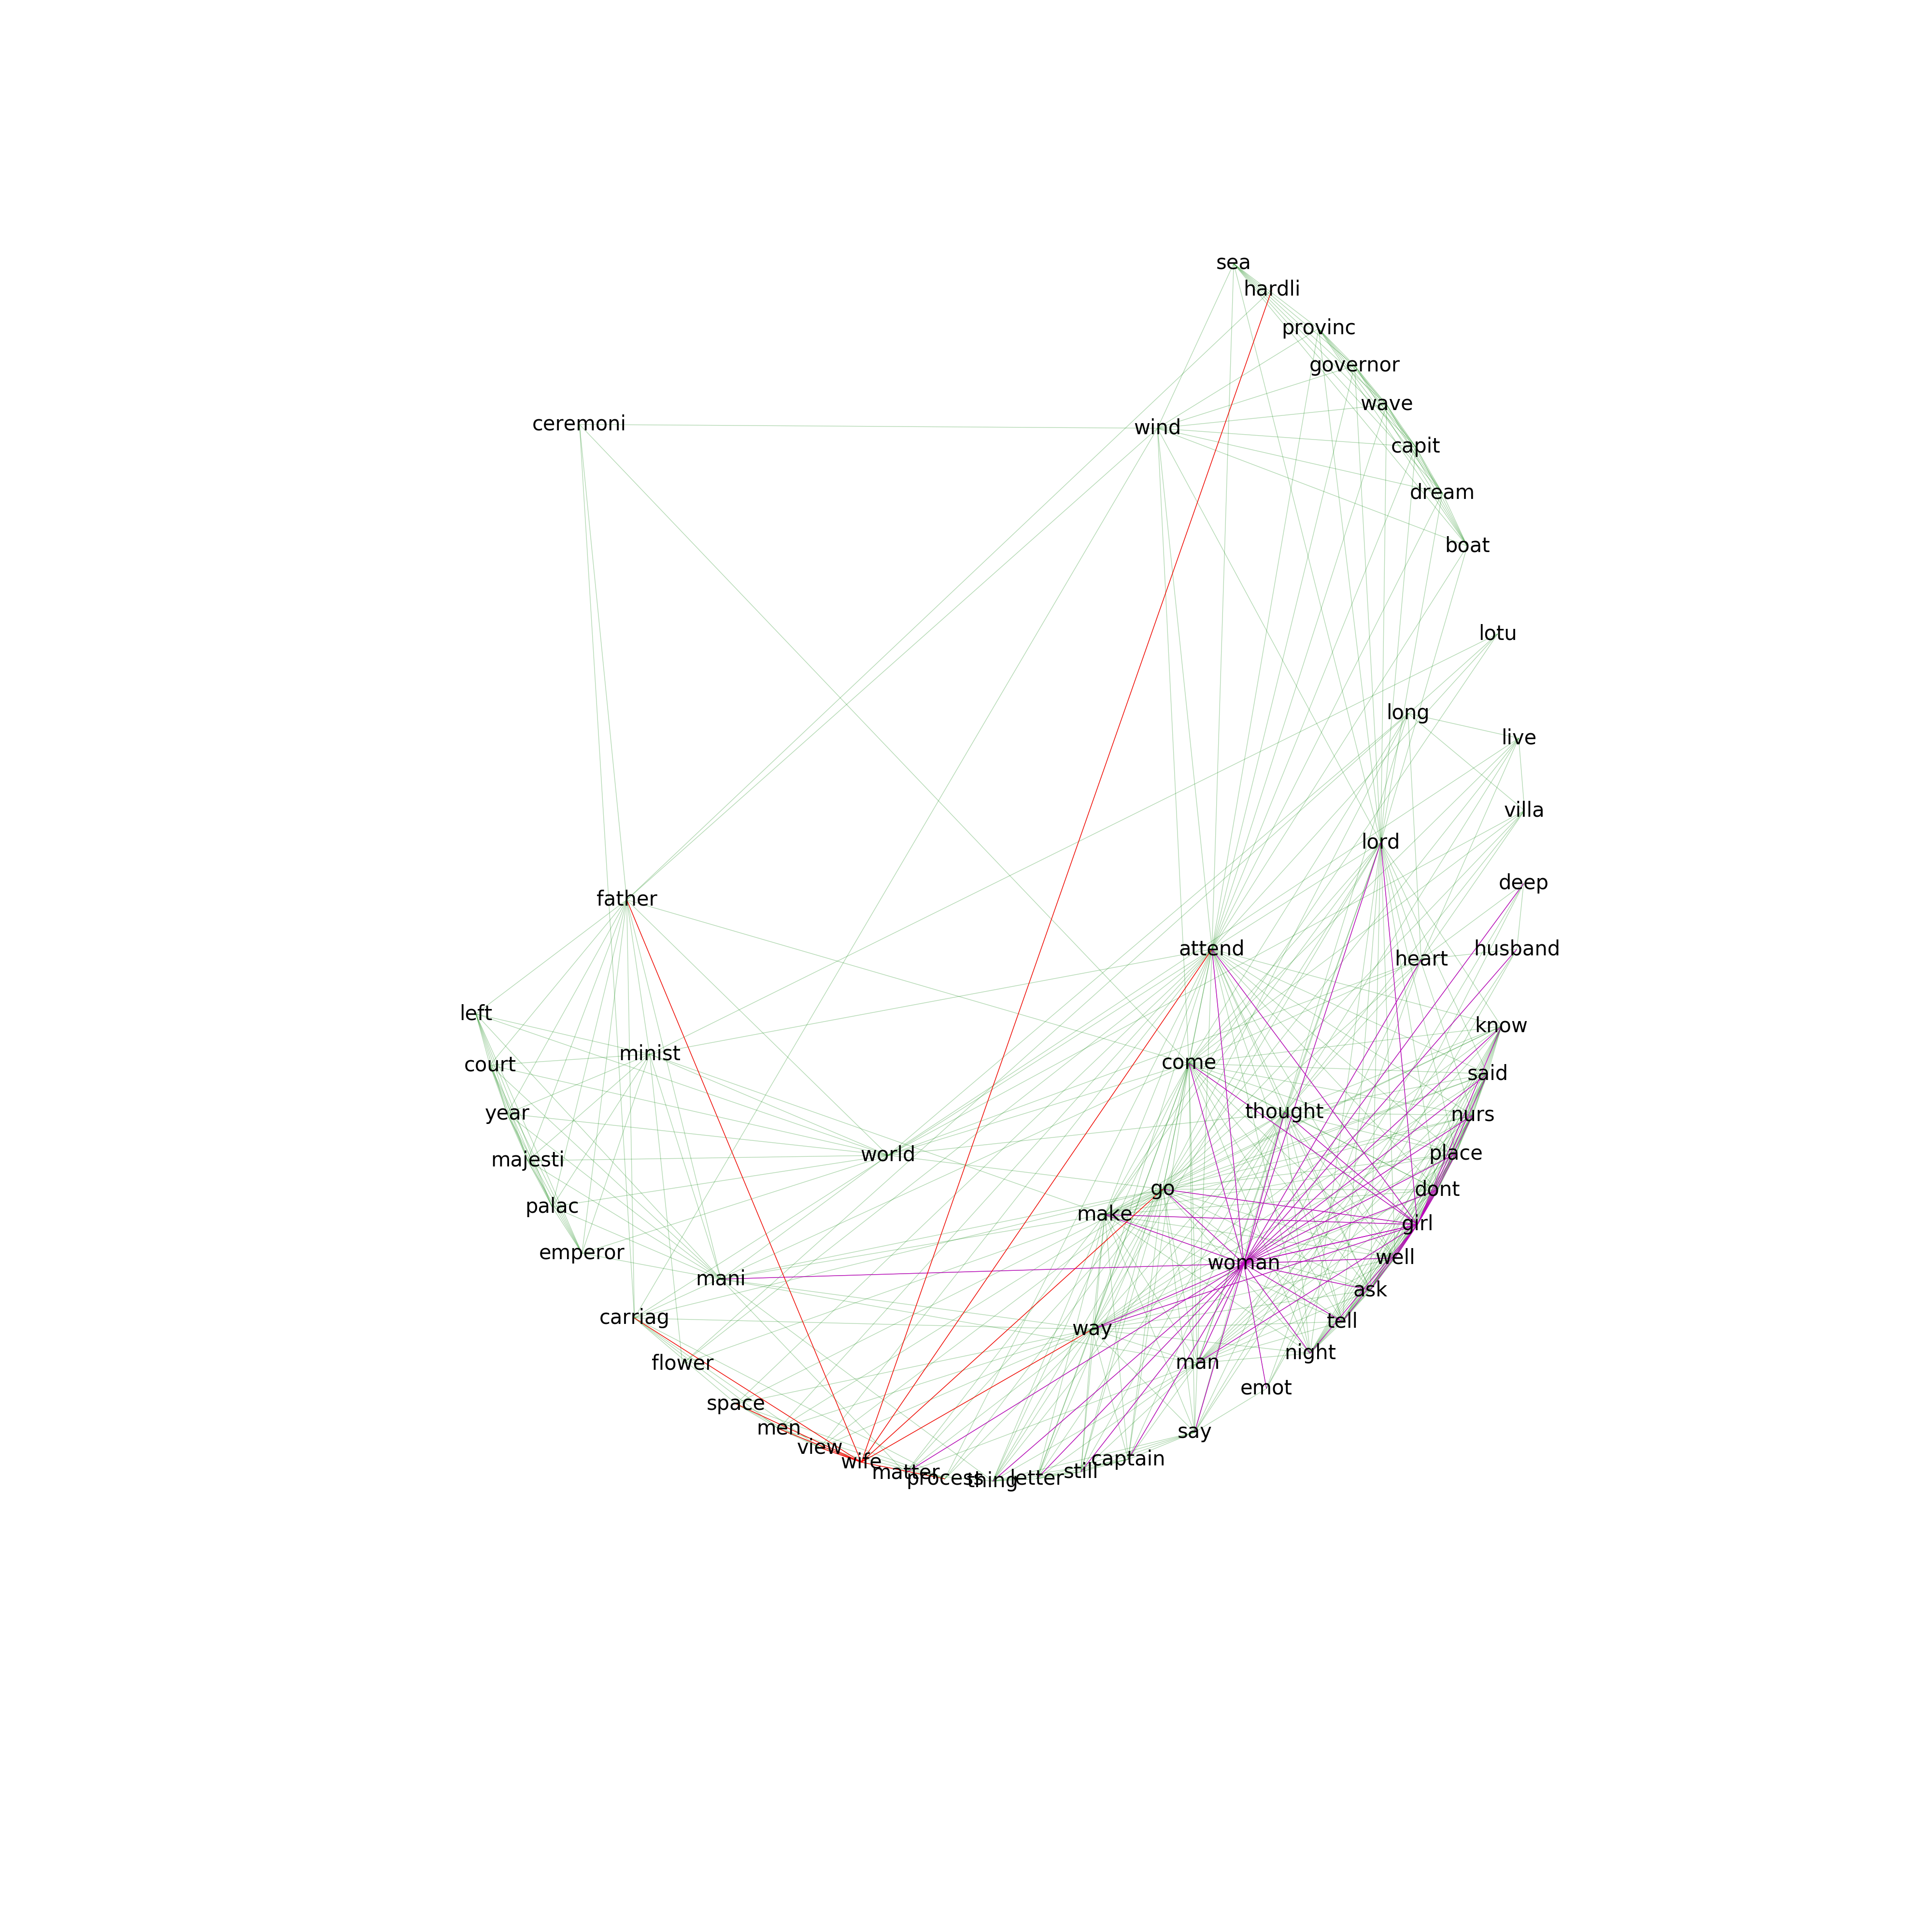 sea
hardli
provinc
governor
wave
ceremoni
wind
capit
dream
boat
lotu
long
live
villa
lord
deep
father
attend
husband
heart
left
know
minist
court
come
said
thought
year
nurs
world
place
majesti
go
dont
palac
make
girl
emperor
well
woman
mani
ask
carriag
tell
way
night
man
flower
emot
space
men
say
view
captain
wife
still
matter
process
letter
thing